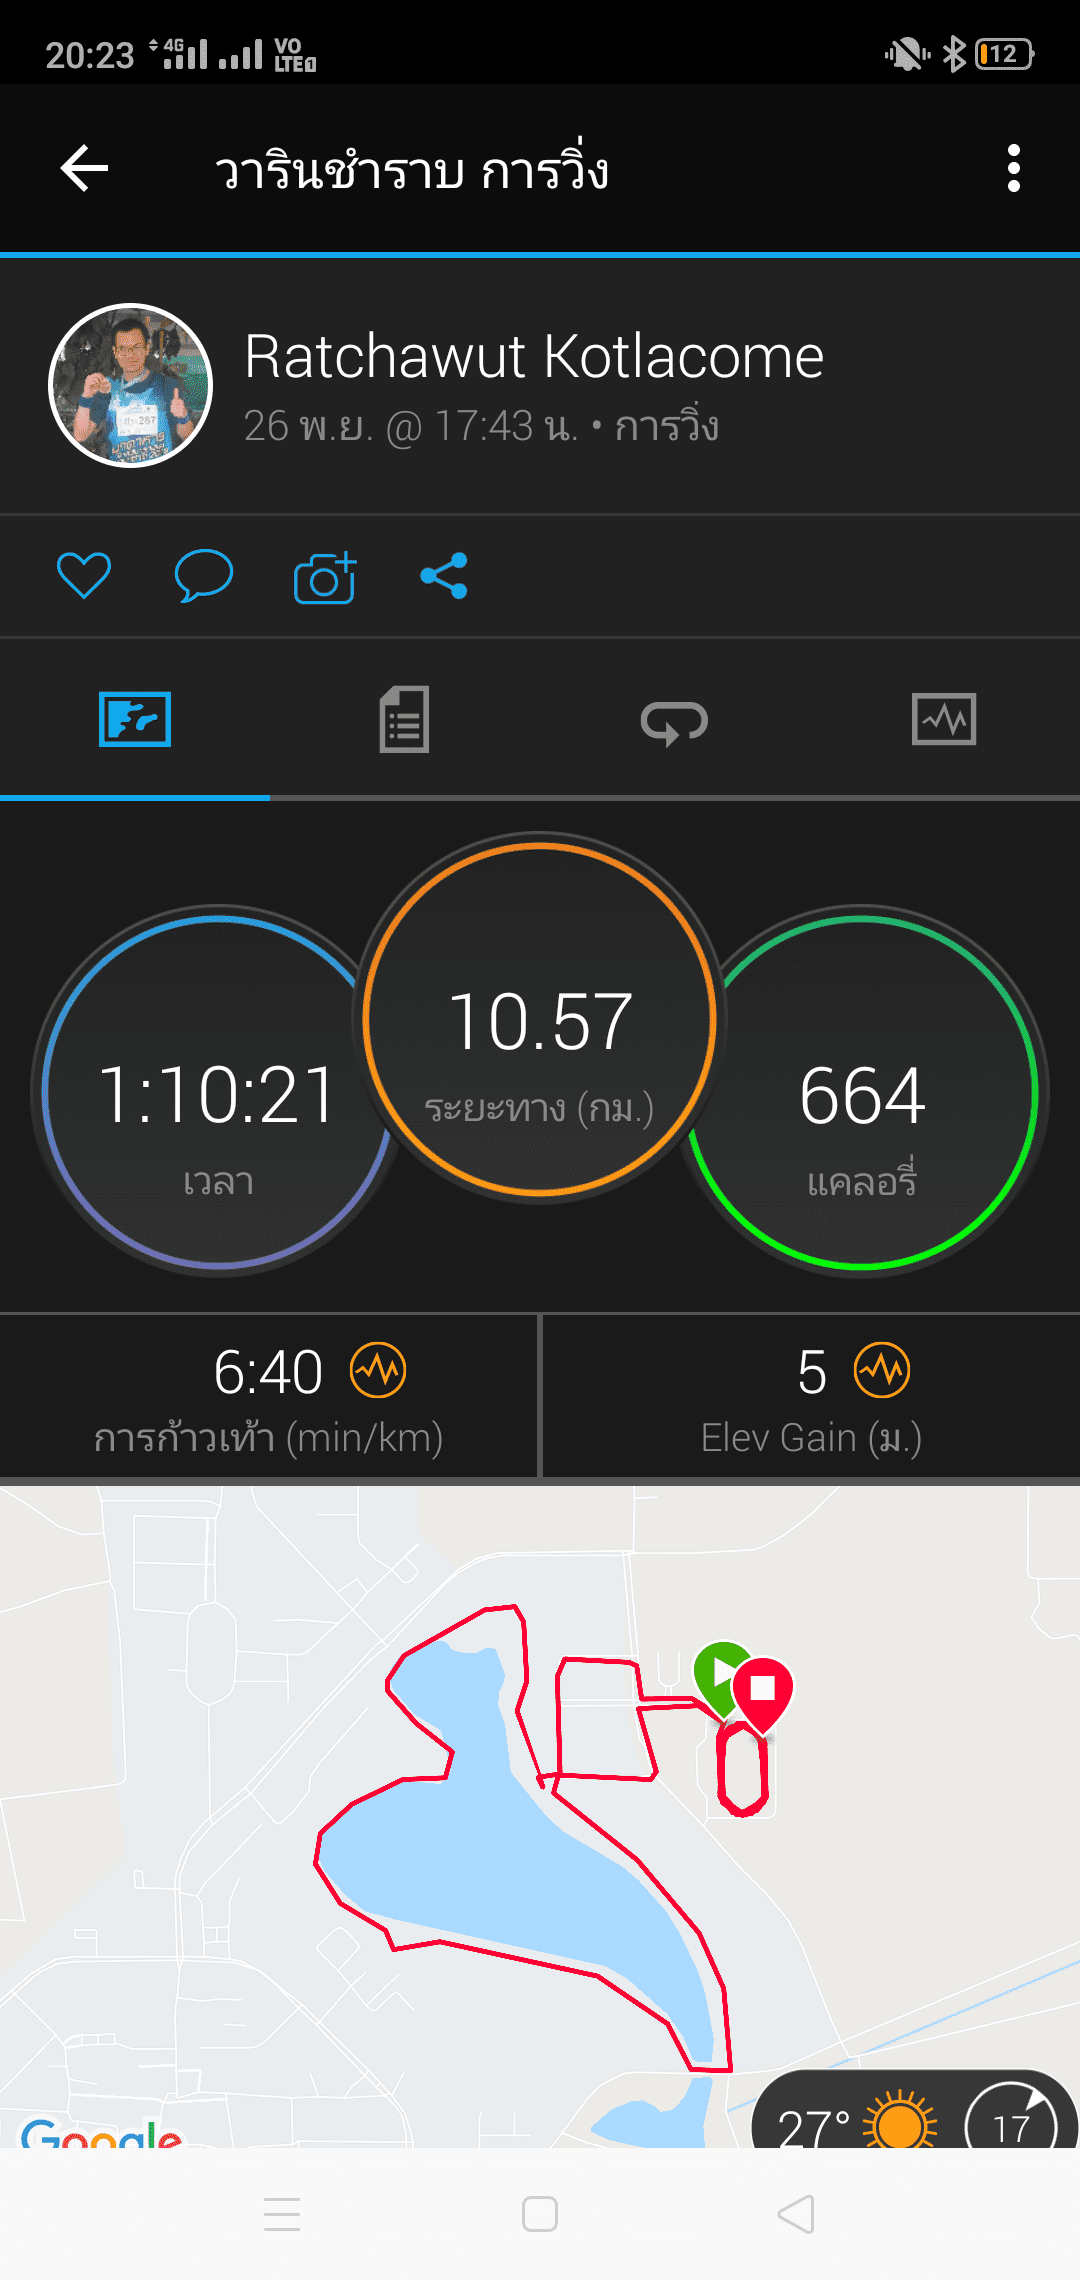 20:23 4G VO LTE1 12
วารินชำราบ การวิ่ง
Ratchawut Kotlacome
26 พ.ย. @ 17:43 น. • การวิ่ง
1:10:21
เวลา
10.57
ระยะทาง (กม.)
664
แคลอรี่
6:40
การก้าวเท้า (min/km)
5
Elev Gain (ม.)
27° 17
Google